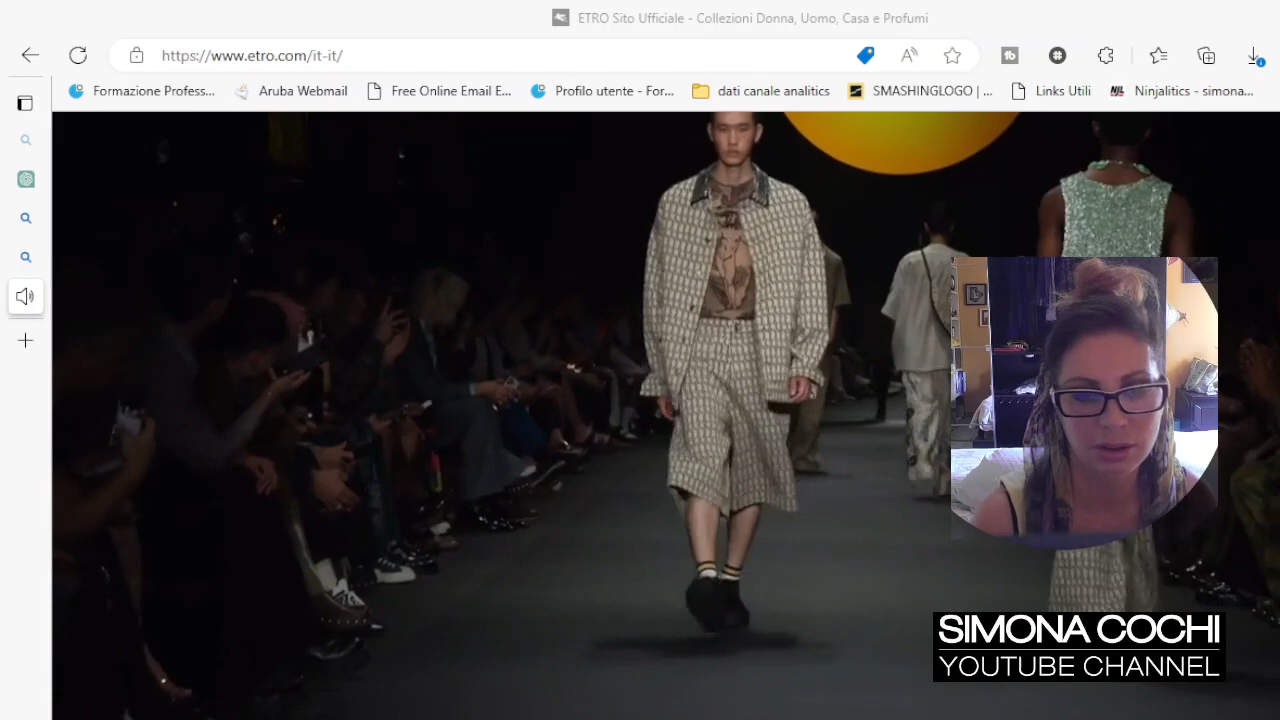 ETRO Sito Ufficiale - Collezioni Donna, Uomo, Casa e Profumi
https://www.etro.com/it-it/
Formazione Profess...
Aruba Webmail
Free Online Email E...
Profilo utente - For...
dati canale analitics
SMASHINGLOGO | ...
Links Utili
NJL
Ninjalitics - simona...
SIMONA COCHI
YOUTUBE CHANNEL